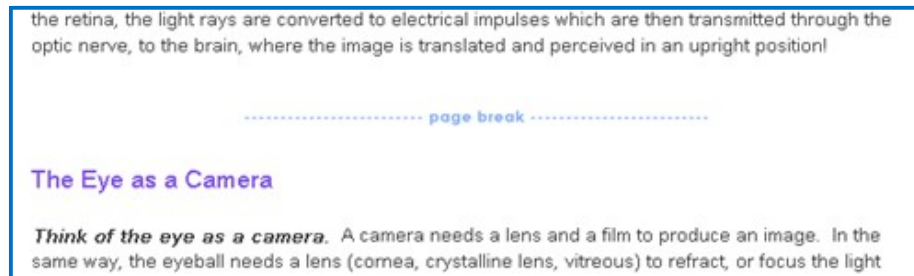 the retina, the light rays are converted to electrical impulses which are then transmitted through the
optic nerve, to the brain, where the image is translated and perceived in an upright position!
------------------------- page break -------------------------
The Eye as a Camera
Think of the eye as a camera. A camera needs a lens and a film to produce an image. In the
same way, the eyeball needs a lens (cornea, crystalline lens, vitreous) to refract, or focus the light